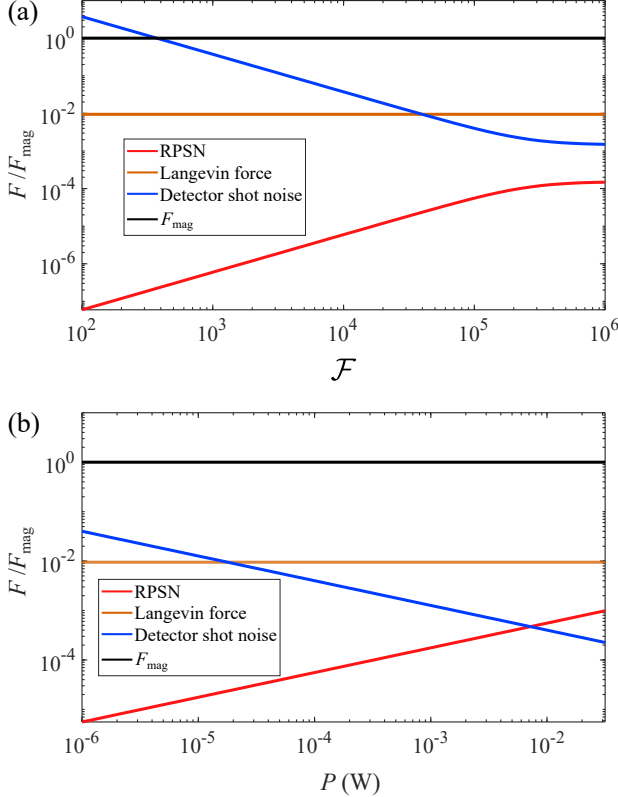 (a)
F/F_mag
10^0
10^-2
10^-4
10^-6
RPSN
Langevin force
Detector shot noise
F_mag
10^2 10^3 10^4 10^5 10^6
ℱ
(b)
F/F_mag
10^0
10^-2
10^-4
RPSN
Langevin force
Detector shot noise
F_mag
10^-6 10^-5 10^-4 10^-3 10^-2
P (W)